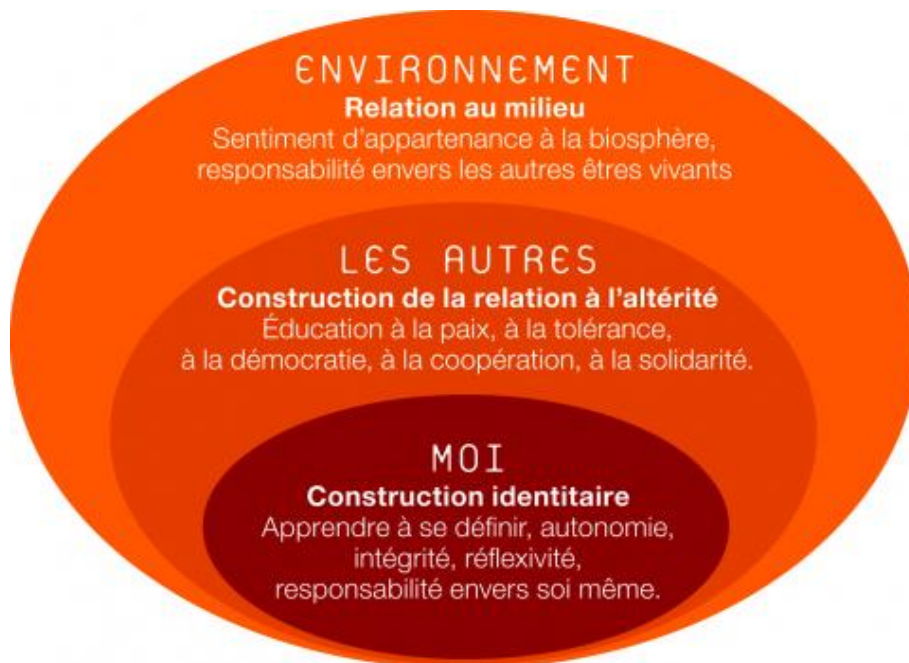 ENVIRONNEMENT
Relation au milieu
Sentiment d'appartenance à la biosphère,
responsabilité envers les autres êtres vivants
LES AUTRES
Construction de la relation à l'altérité
Éducation à la paix, à la tolérance,
à la démocratie, à la coopération, à la solidarité.
MOI
Construction identitaire
Apprendre à se définir, autonomie,
intégrité, réflexivité,
responsabilité envers soi même.